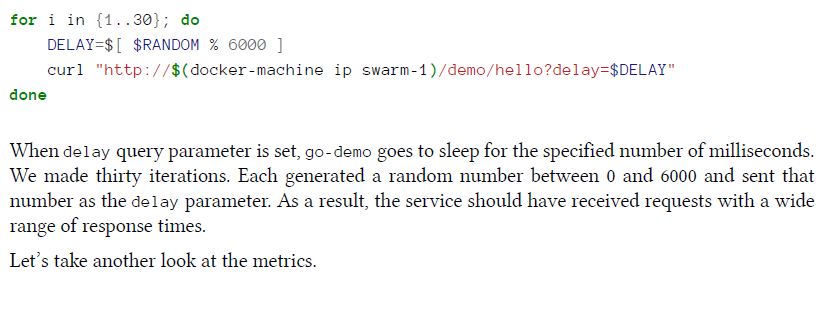 for i in {1..30}; do
    DELAY=$[ $RANDOM % 6000 ]
    curl "http://$(docker-machine ip swarm-1)/demo/hello?delay=$DELAY"
done
When delay query parameter is set, go-demo goes to sleep for the specified number of milliseconds.
We made thirty iterations. Each generated a random number between 0 and 6000 and sent that
number as the delay parameter. As a result, the service should have received requests with a wide
range of response times.
Let’s take another look at the metrics.